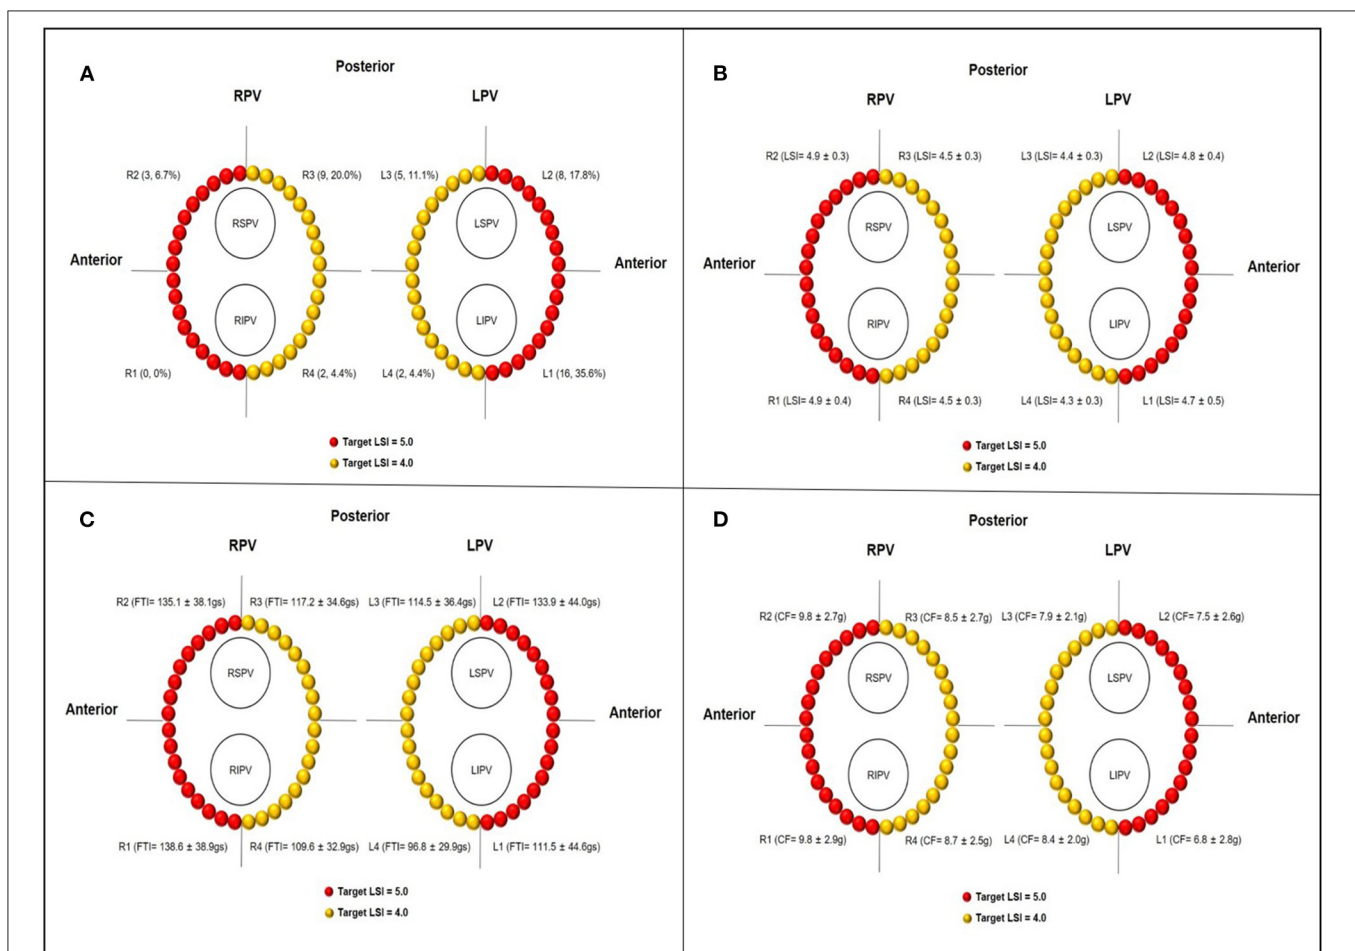 A
Posterior
RPV LPV
R2 (3, 6.7%) R3 (9, 20.0%) L3 (5, 11.1%) L2 (8, 17.8%)
RSPV LSPV
Anterior Anterior
RIPV LIPV
R1 (0, 0%) R4 (2, 4.4%) L4 (2, 4.4%) L1 (16, 35.6%)
Target LSI = 5.0
Target LSI = 4.0
B
Posterior
RPV LPV
R2 (LSI= 4.9 ± 0.3) R3 (LSI= 4.5 ± 0.3) L3 (LSI= 4.4 ± 0.3) L2 (LSI= 4.8 ± 0.4)
RSPV LSPV
Anterior Anterior
RIPV LIPV
R1 (LSI= 4.9 ± 0.4) R4 (LSI= 4.5 ± 0.3) L4 (LSI= 4.3 ± 0.3) L1 (LSI= 4.7 ± 0.5)
Target LSI = 5.0
Target LSI = 4.0
C
Posterior
RPV LPV
R2 (FTI= 135.1 ± 38.1gs) R3 (FTI= 117.2 ± 34.6gs) L3 (FTI= 114.5 ± 36.4gs) L2 (FTI= 133.9 ± 44.0gs)
RSPV LSPV
Anterior Anterior
RIPV LIPV
R1 (FTI= 138.6 ± 38.9gs) R4 (FTI= 109.6 ± 32.9gs) L4 (FTI= 96.8 ± 29.9gs) L1 (FTI= 111.5 ± 44.6gs)
Target LSI = 5.0
Target LSI = 4.0
D
Posterior
RPV LPV
R2 (CF= 9.8 ± 2.7g) R3 (CF= 8.5 ± 2.7g) L3 (CF= 7.9 ± 2.1g) L2 (CF= 7.5 ± 2.6g)
RSPV LSPV
Anterior Anterior
RIPV LIPV
R1 (CF= 9.8 ± 2.9g) R4 (CF= 8.7 ± 2.5g) L4 (CF= 8.4 ± 2.0g) L1 (CF= 6.8 ± 2.8g)
Target LSI = 5.0
Target LSI = 4.0